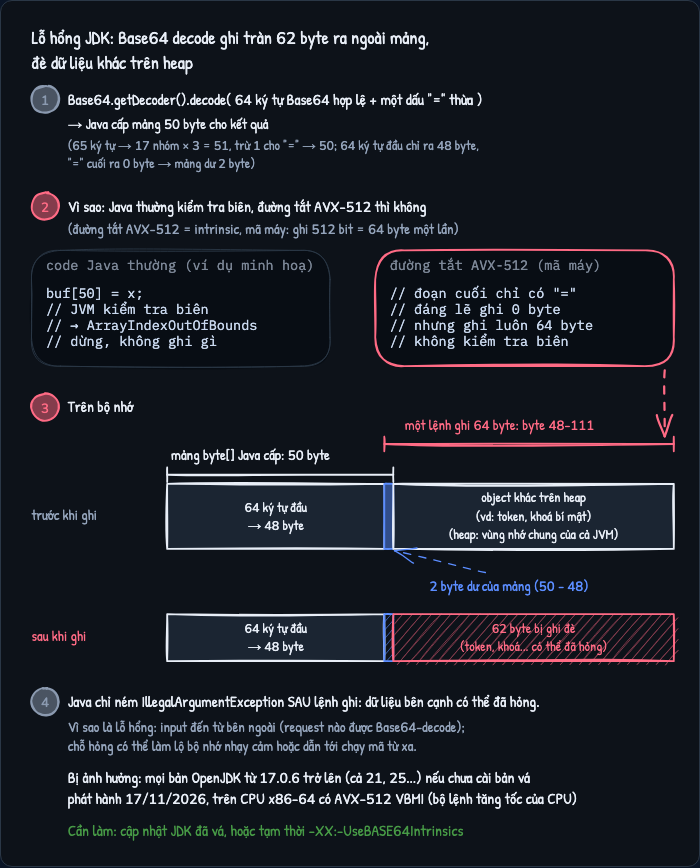 Lỗ hổng JDK: Base64 decode ghi tràn 62 byte ra ngoài mảng,
đè dữ liệu khác trên heap
1
Base64.getDecoder().decode( 64 ký tự Base64 hợp lệ + một dấu "=" thừa )
→ Java cấp mảng 50 byte cho kết quả
(65 ký tự → 17 nhóm × 3 = 51, trừ 1 cho "=" → 50; 64 ký tự đầu chỉ ra 48 byte,
"=" cuối ra 0 byte → mảng dư 2 byte)
2
Vì sao: Java thường kiểm tra biên, đường tắt AVX-512 thì không
(đường tắt AVX-512 = intrinsic, mã máy: ghi 512 bit = 64 byte một lần)
code Java thường (ví dụ minh hoạ)
buf[50] = x;
// JVM kiểm tra biên
// → ArrayIndexOutOfBounds
// dừng, không ghi gì
đường tắt AVX-512 (mã máy)
// đoạn cuối chỉ có "="
// đáng lẽ ghi 0 byte
// nhưng ghi luôn 64 byte
// không kiểm tra biên
3
Trên bộ nhớ
một lệnh ghi 64 byte: byte 48-111
mảng byte[] Java cấp: 50 byte
trước khi ghi
64 ký tự đầu
→ 48 byte
object khác trên heap
(vd: token, khoá bí mật)
(heap: vùng nhớ chung của cả JVM)
2 byte dư của mảng (50 - 48)
sau khi ghi
64 ký tự đầu
→ 48 byte
62 byte bị ghi đè
(token, khoá... có thể đã hỏng)
4
Java chỉ ném IllegalArgumentException SAU lệnh ghi: dữ liệu bên cạnh có thể đã hỏng.
Vì sao là lỗ hổng: input đến từ bên ngoài (request nào được Base64-decode);
chỗ hỏng có thể làm lộ bộ nhớ nhạy cảm hoặc dẫn tới chạy mã từ xa.
Bị ảnh hưởng: mọi bản OpenJDK từ 17.0.6 trở lên (cả 21, 25...) nếu chưa cài bản vá
phát hành 17/11/2026, trên CPU x86-64 có AVX-512 VBMI (bộ lệnh tăng tốc của CPU)
Cần làm: cập nhật JDK đã vá, hoặc tạm thời -XX:-UseBASE64Intrinsics